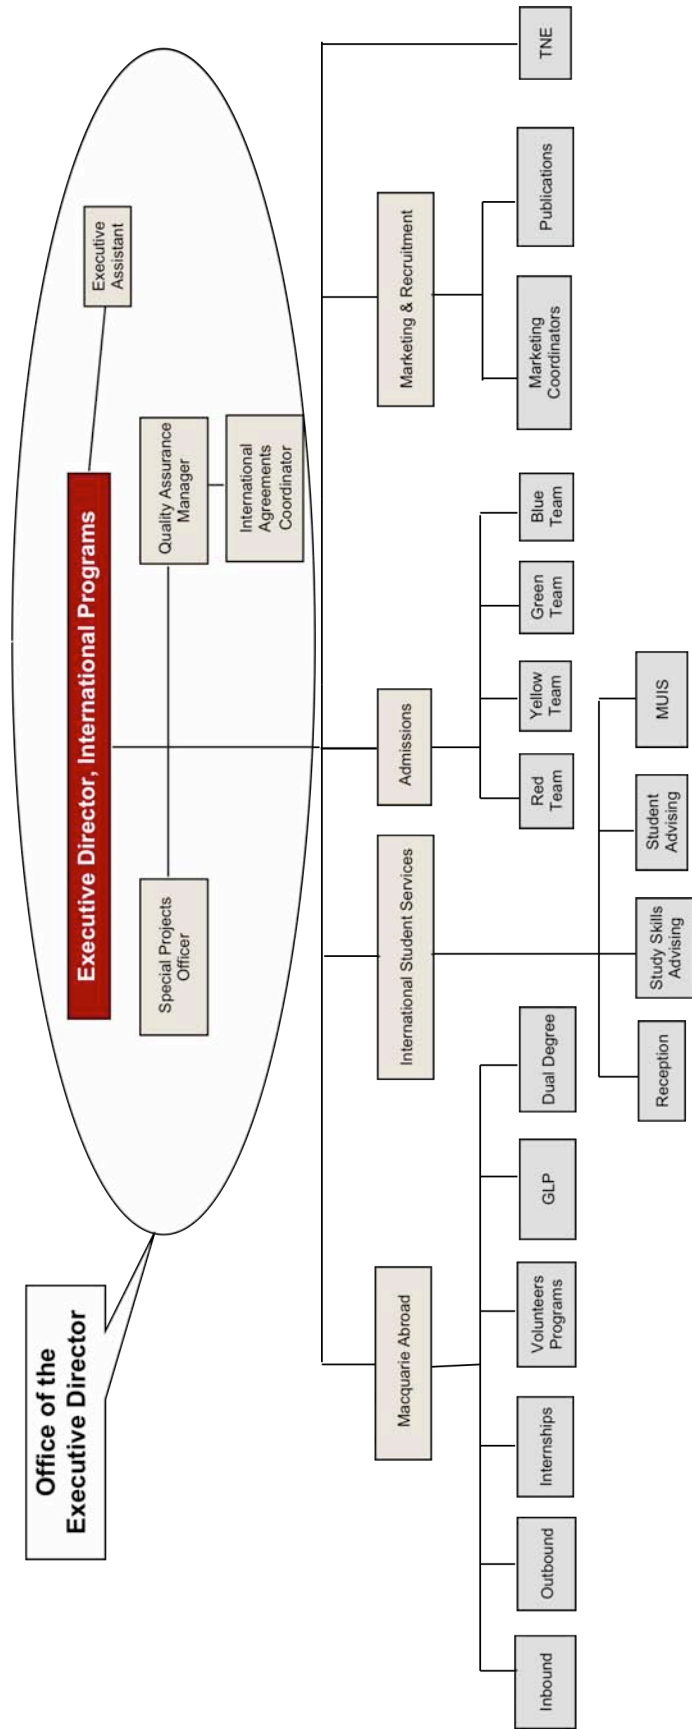 Office of the
Executive Director
Executive Director, International Programs
Executive
Assistant
Special Projects
Officer
Quality Assurance
Manager
International
Agreements
Coordinator
Macquarie Abroad
International Student Services
Admissions
Marketing & Recruitment
Inbound
Outbound
Internships
Volunteers
Programs
GLP
Dual Degree
Red
Team
Yellow
Team
Green
Team
Blue
Team
Marketing
Coordinators
Publications
TNE
Reception
Study Skills
Advising
Student
Advising
MUIS